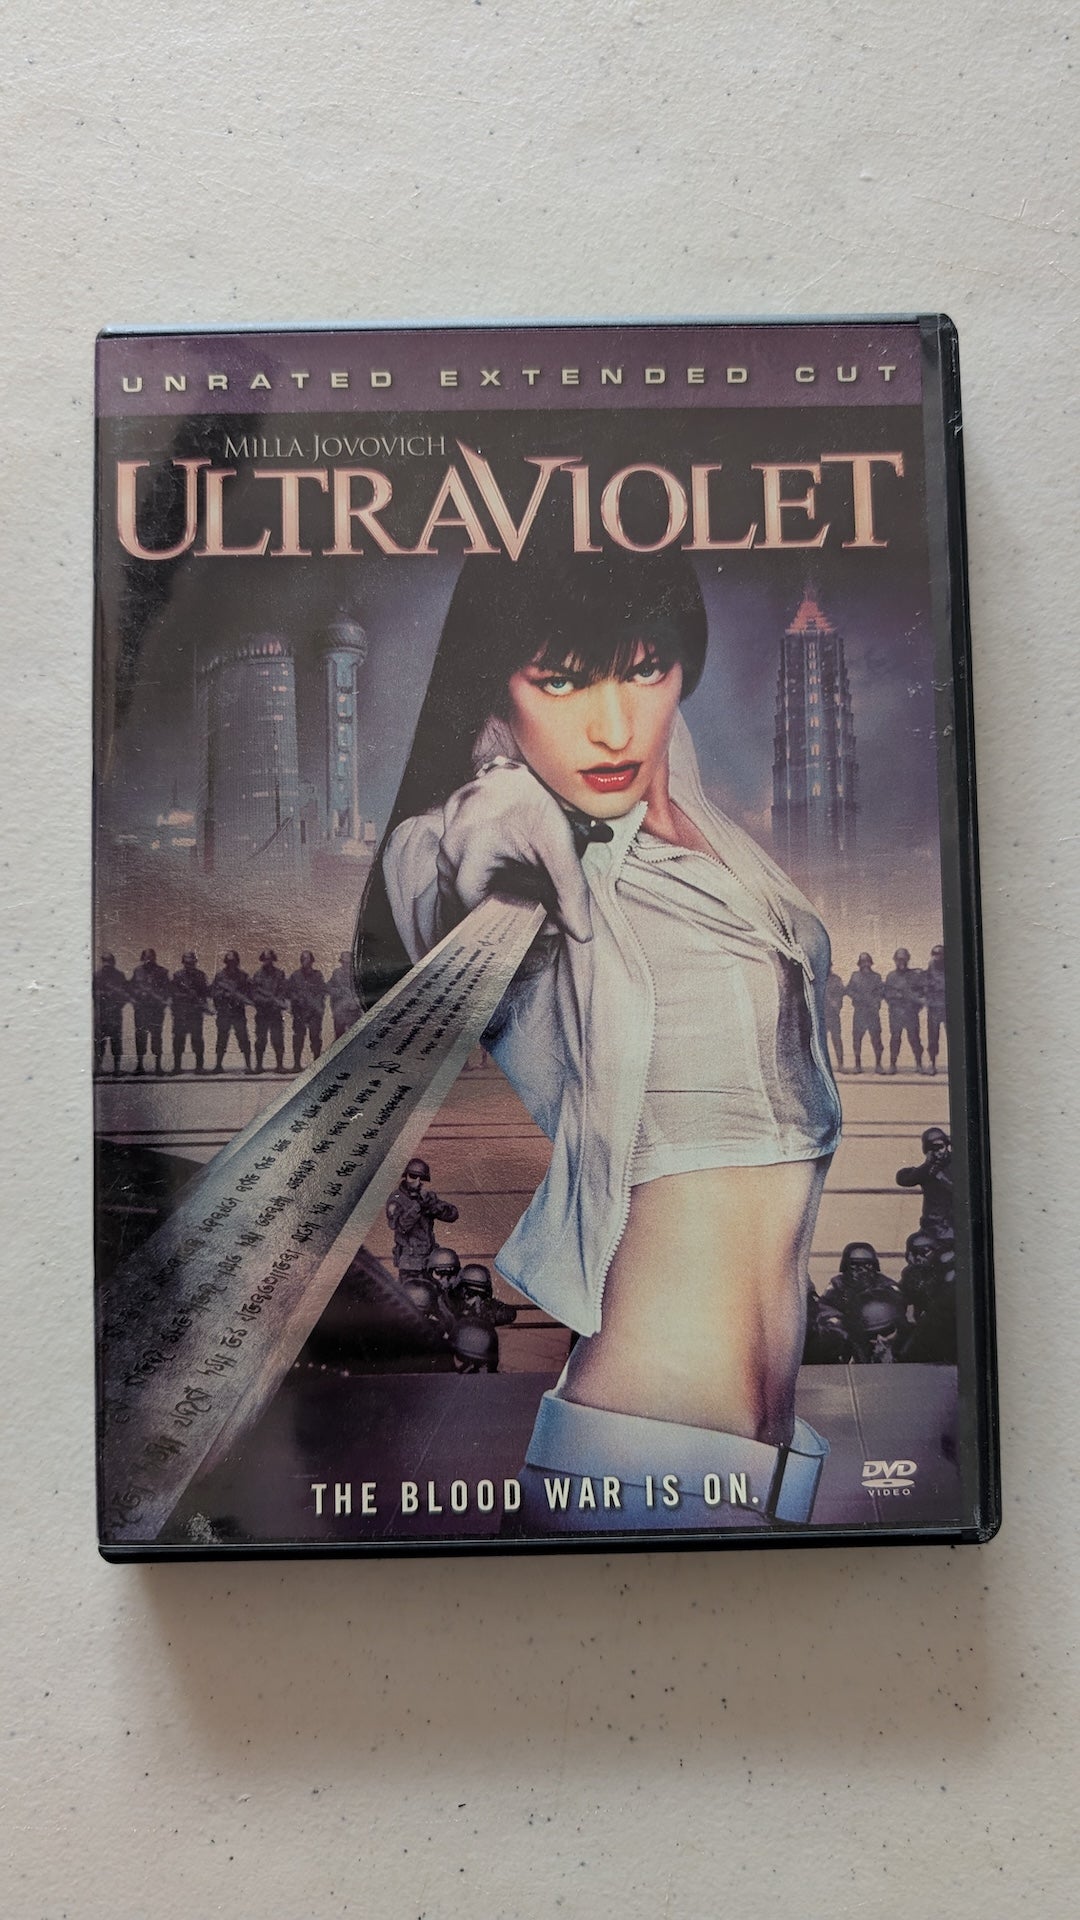 UNRATED EXTENDED CUT
MILLA JOVOVICH
ULTRAVIOLET
THE BLOOD WAR IS ON.
DVD
VIDEO